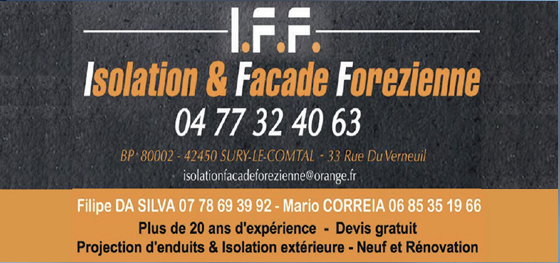 I.F.F.
Isolation & Facade Forezienne
04 77 32 40 63
BP 80002 - 42450 SURY-LE-COMTAL - 33 Rue Du Verneuil
isolationfacadeforezienne@orange.fr
Filipe DA SILVA 07 78 69 39 92 - Mario CORREIA 06 85 35 19 66
Plus de 20 ans d'expérience - Devis gratuit
Projection d'enduits & Isolation extérieure - Neuf et Rénovation